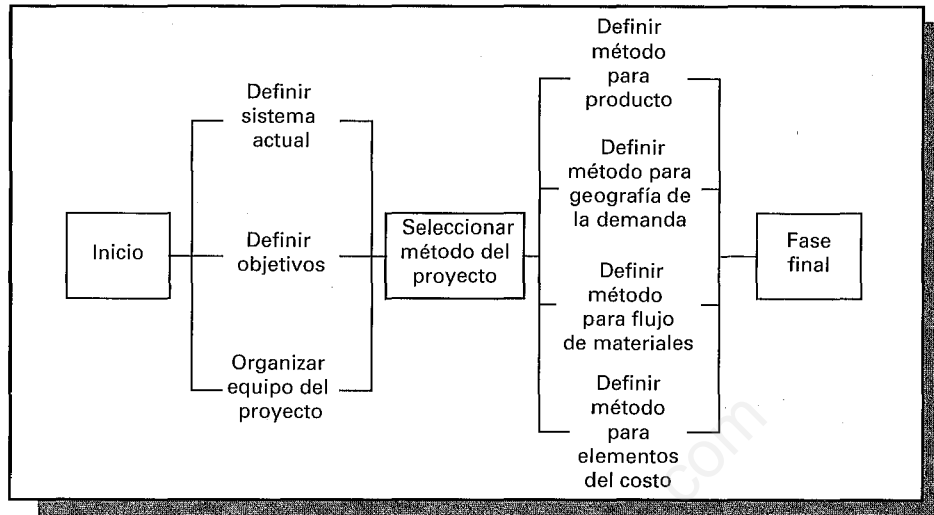 Inicio
Definir
sistema
actual
Definir
objetivos
Organizar
equipo del
proyecto
Seleccionar
método del
proyecto
Definir
método
para
producto
Definir
método para
geografía de
la demanda
Definir
método
para flujo
de materiales
Definir
método
para
elementos
del costo
Fase
final
.com